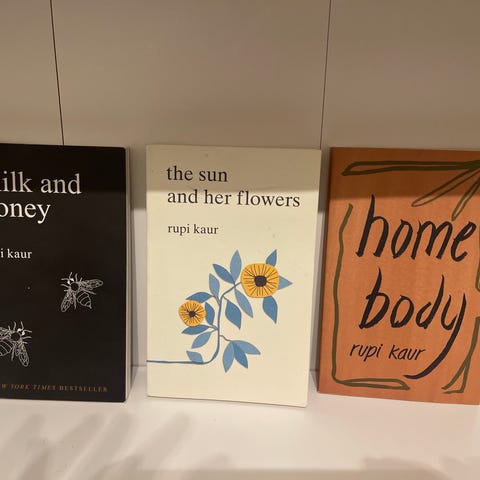 ilk and
oney
i kaur
NEW YORK TIMES BESTSELLER
the sun
and her flowers
rupi kaur
home
body
rupi kaur